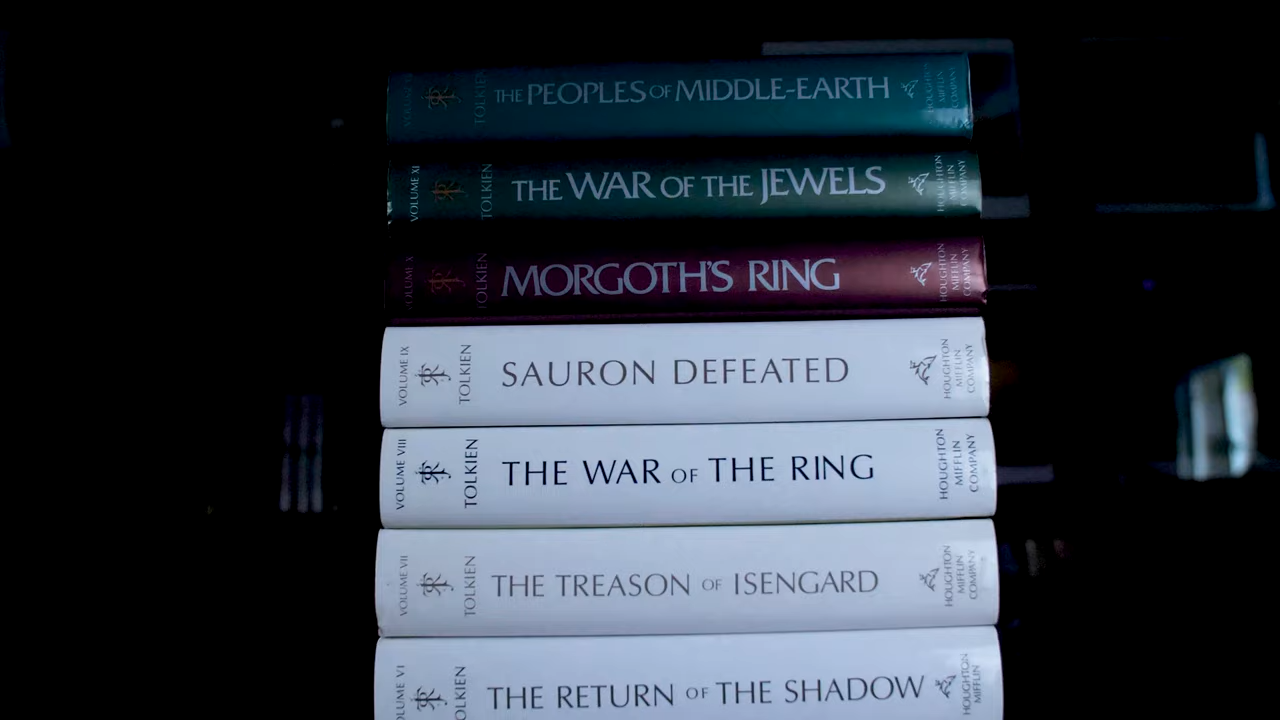 THE PEOPLES OF MIDDLE-EARTH
TOLKIEN
HOUGHTON
MIFFLIN
COMPANY
VOLUME XI
TOLKIEN
THE WAR OF THE JEWELS
HOUGHTON
MIFFLIN
COMPANY
VOLUME X
TOLKIEN
MORGOTH'S RING
HOUGHTON
MIFFLIN
COMPANY
VOLUME IX
TOLKIEN
SAURON DEFEATED
HOUGHTON
MIFFLIN
COMPANY
VOLUME VIII
TOLKIEN
THE WAR OF THE RING
HOUGHTON
MIFFLIN
COMPANY
VOLUME VII
TOLKIEN
THE TREASON OF ISENGARD
HOUGHTON
MIFFLIN
COMPANY
VOLUME VI
TOLKIEN
THE RETURN OF THE SHADOW
HOUGHTON
MIFFLIN